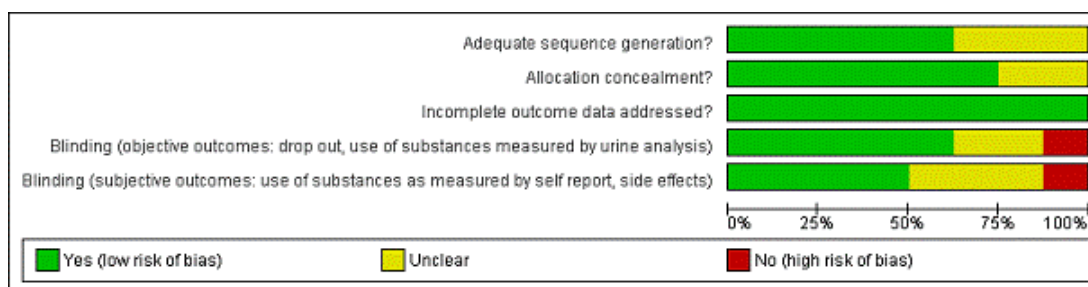 Adequate sequence generation?
Allocation concealment?
Incomplete outcome data addressed?
Blinding (objective outcomes: drop out, use of substances measured by urine analysis)
Blinding (subjective outcomes: use of substances as measured by self report, side effects)
0% 25% 50% 75% 100%
Yes (low risk of bias) Unclear No (high risk of bias)